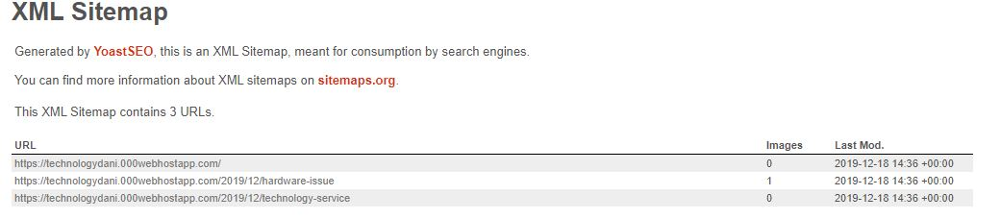 XML Sitemap
Generated by YoastSEO, this is an XML Sitemap, meant for consumption by search engines.
You can find more information about XML sitemaps on sitemaps.org.
This XML Sitemap contains 3 URLs.
URL Images Last Mod.
https://technologydani.000webhostapp.com/ 0 2019-12-18 14:36 +00:00
https://technologydani.000webhostapp.com/2019/12/hardware-issue 1 2019-12-18 14:36 +00:00
https://technologydani.000webhostapp.com/2019/12/technology-service 0 2019-12-18 14:36 +00:00